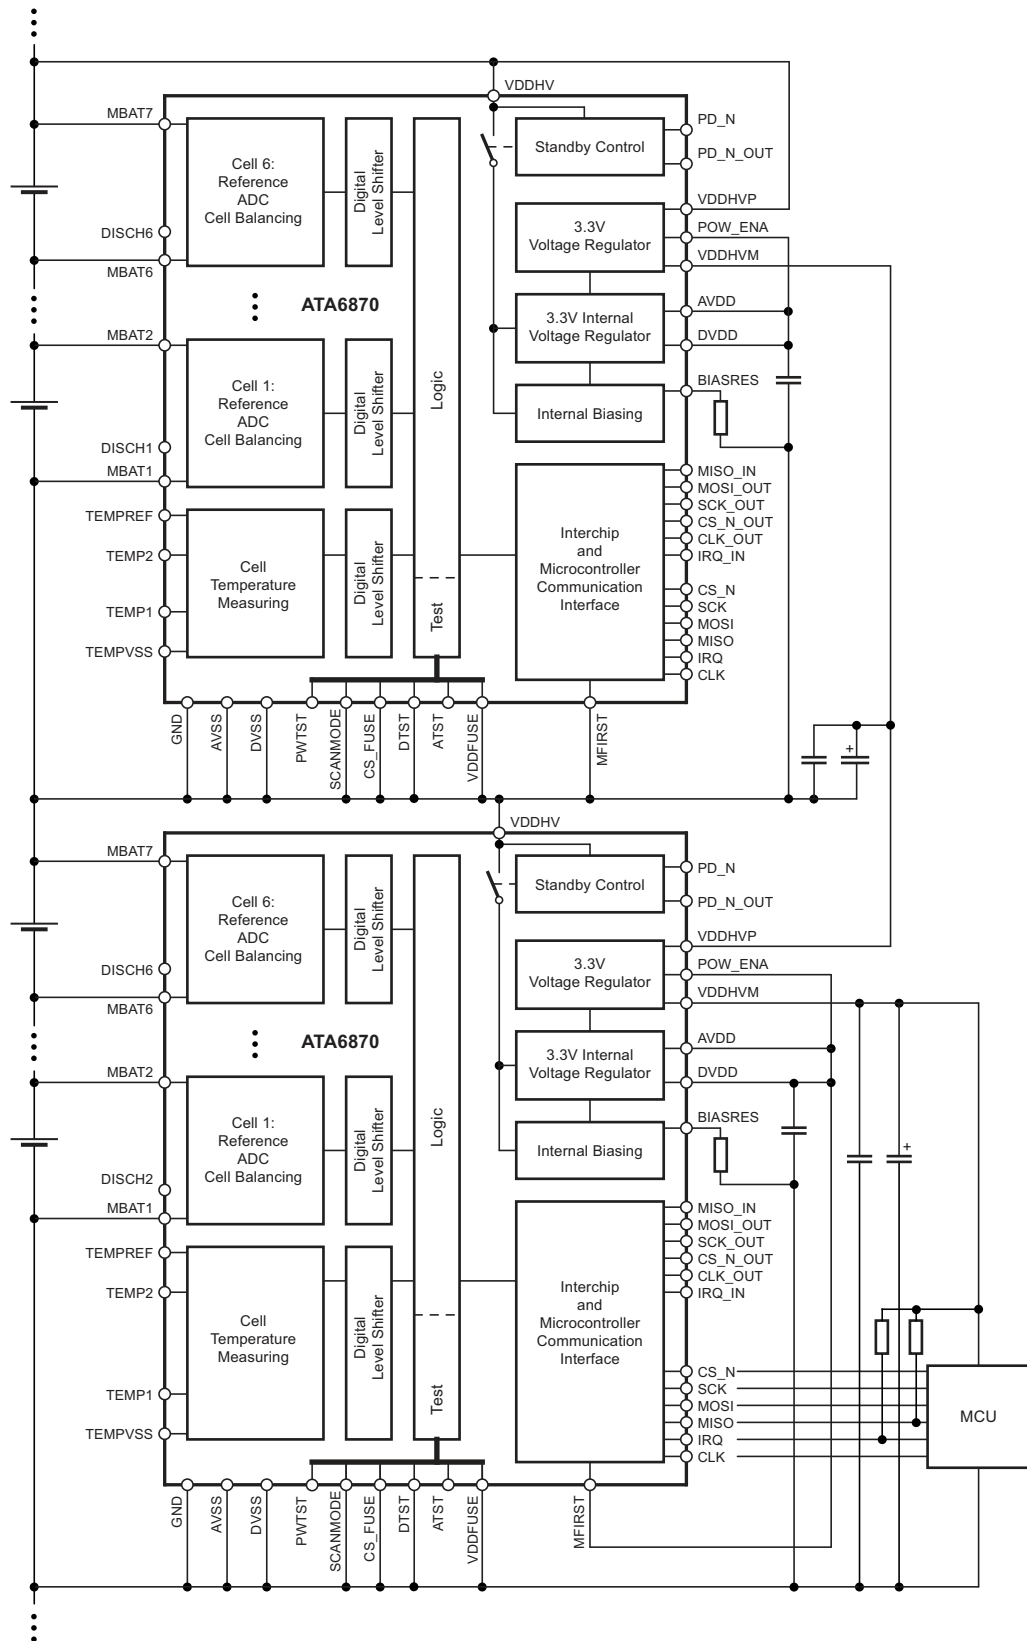 VDDHV
MBAT7
PD_N
Cell 6:
Reference
ADC
Cell Balancing
Digital
Level Shifter
Standby Control
PD_N_OUT
VDDHVP
3.3V
Voltage Regulator
POW_ENA
DISCH6
VDDHVM
MBAT6
ATA6870
AVDD
3.3V Internal
Voltage Regulator
MBAT2
DVDD
BIASRES
Cell 1:
Reference
ADC
Cell Balancing
Digital
Level Shifter
Logic
Internal Biasing
DISCH1
MBAT1
MISO_IN
MOSI_OUT
SCK_OUT
CS_N_OUT
CLK_OUT
IRQ_IN
TEMPREF
TEMP2
Cell
Temperature
Measuring
Digital
Level Shifter
Test
Interchip
and
Microcontroller
Communication
Interface
CS_N
SCK
MOSI
MISO
IRQ
CLK
TEMP1
TEMPVSS
GND
AVSS
DVSS
PWTST
SCANMODE
CS_FUSE
DTST
ATST
VDDFUSE
MFIRST
+
VDDHV
MBAT7
PD_N
Cell 6:
Reference
ADC
Cell Balancing
Digital
Level Shifter
Standby Control
PD_N_OUT
VDDHVP
3.3V
Voltage Regulator
POW_ENA
DISCH6
VDDHVM
MBAT6
ATA6870
AVDD
3.3V Internal
Voltage Regulator
MBAT2
DVDD
BIASRES
Cell 1:
Reference
ADC
Cell Balancing
Digital
Level Shifter
Logic
Internal Biasing
+
DISCH2
MBAT1
MISO_IN
MOSI_OUT
SCK_OUT
CS_N_OUT
CLK_OUT
IRQ_IN
TEMPREF
TEMP2
Cell
Temperature
Measuring
Digital
Level Shifter
Test
Interchip
and
Microcontroller
Communication
Interface
CS_N
SCK
MOSI
MISO
IRQ
CLK
MCU
TEMP1
TEMPVSS
GND
AVSS
DVSS
PWTST
SCANMODE
CS_FUSE
DTST
ATST
VDDFUSE
MFIRST